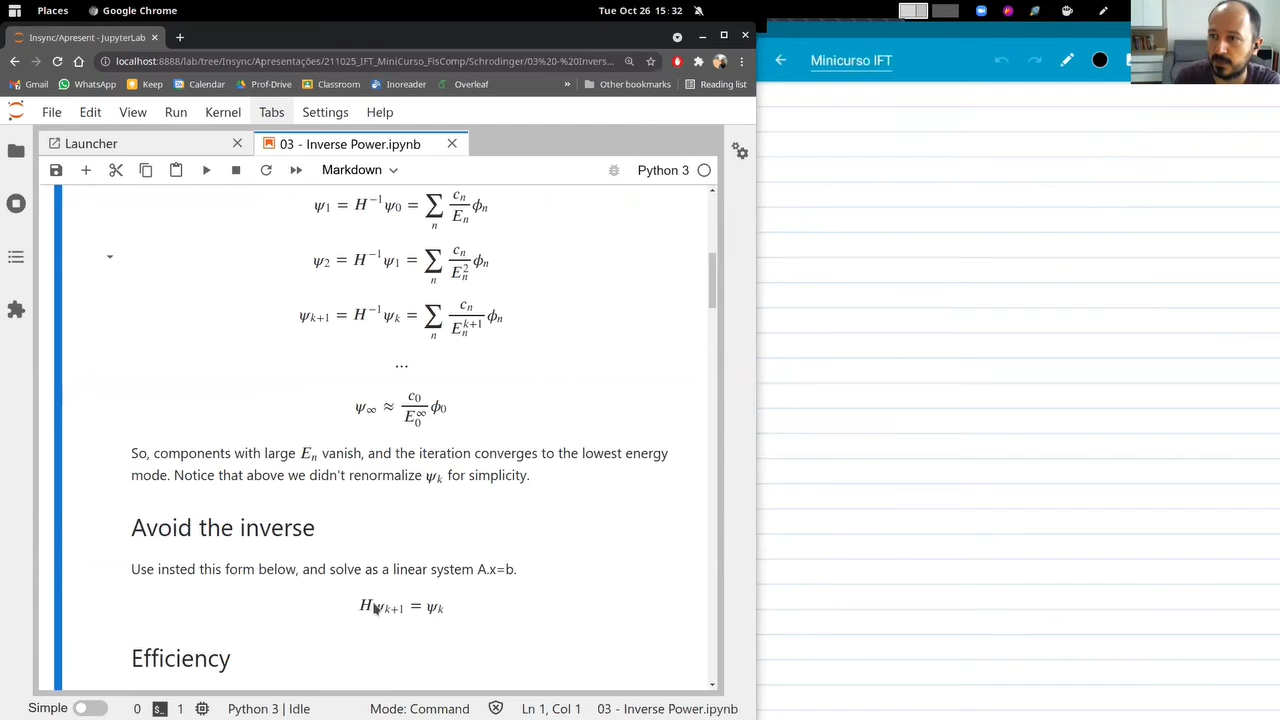 Places
Google Chrome
Tue Oct 26 15:32
Insync/Apresent - JupyterLab
localhost:8888/lab/tree/Insync/Apresentações/211025_IFT_MiniCurso_FisComp/Schrodinger/03%20-%20Invers...
Gmail WhatsApp Keep Calendar Prof-Drive Classroom Inoreader Overleaf » Other bookmarks Reading list
File Edit View Run Kernel Tabs Settings Help
Launcher
03 - Inverse Power.ipynb
Markdown
Python 3
ψ₁ = H⁻¹ψ₀ = ∑ₙ cₙ/Eₙ ϕₙ
ψ₂ = H⁻¹ψ₁ = ∑ₙ cₙ/Eₙ² ϕₙ
ψₖ₊₁ = H⁻¹ψₖ = ∑ₙ cₙ/Eₙᵏ⁺¹ ϕₙ
...
ψ∞ ≈ c₀/E₀^∞ ϕ₀
So, components with large Eₙ vanish, and the iteration converges to the lowest energy
mode. Notice that above we didn't renormalize ψₖ for simplicity.
Avoid the inverse
Use insted this form below, and solve as a linear system A.x=b.
Hψₖ₊₁ = ψₖ
Efficiency
Simple 0 1 Python 3 | Idle Mode: Command Ln 1, Col 1 03 - Inverse Power.ipynb
Minicurso IFT